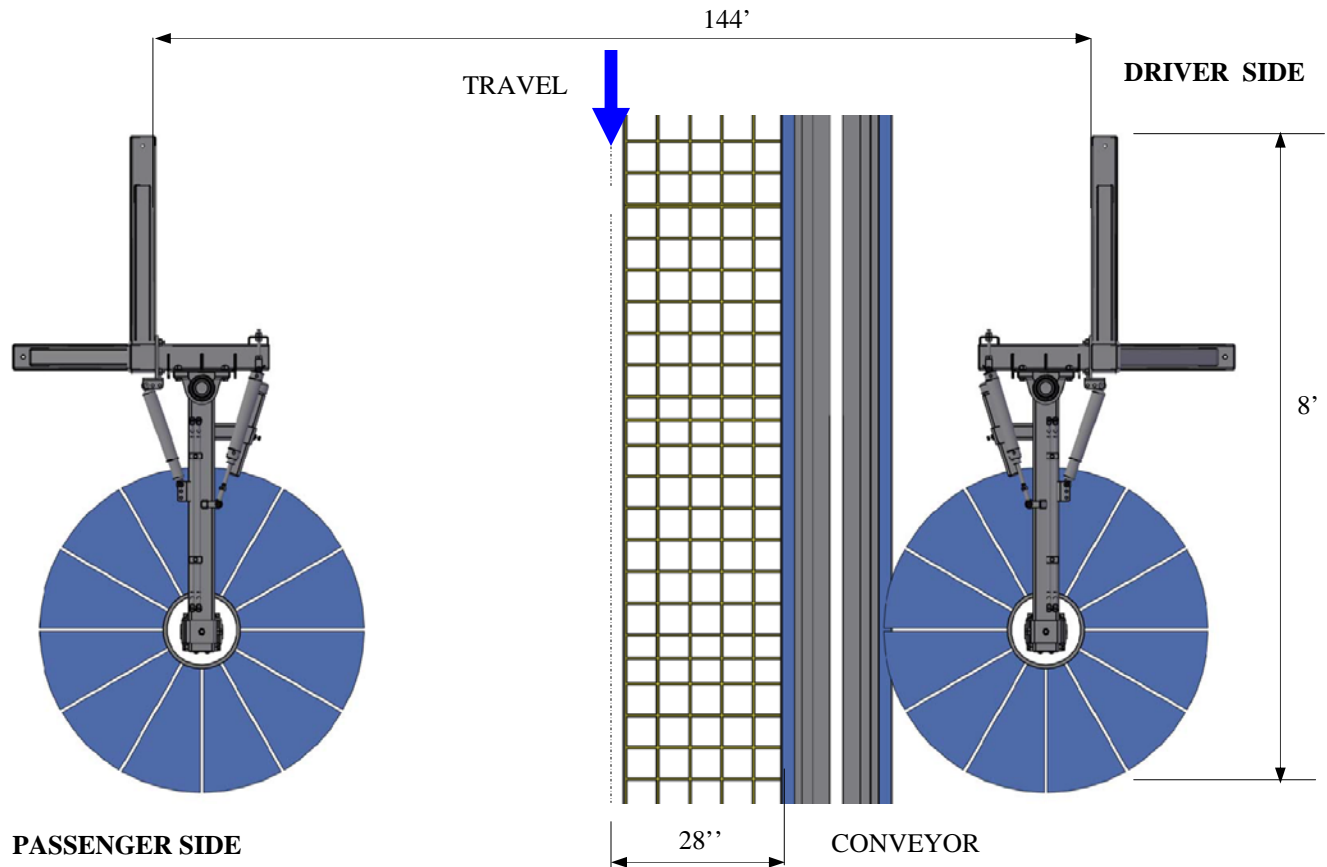 144’
TRAVEL
DRIVER SIDE
8’
PASSENGER SIDE
28’’
CONVEYOR